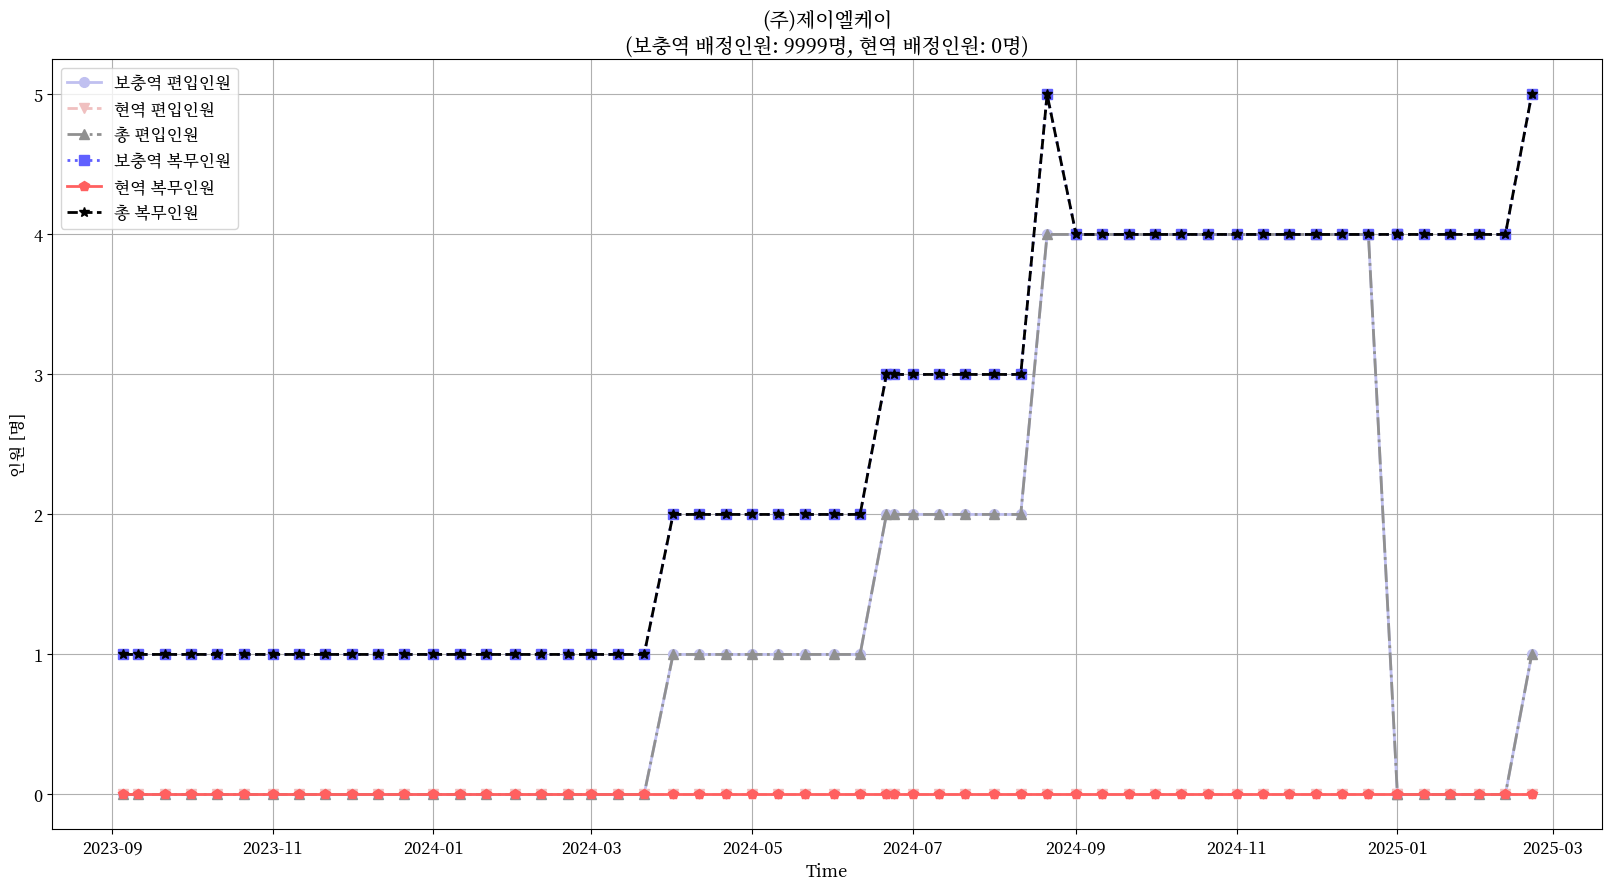 (주)제이엘케이
(보충역 배정인원: 9999명, 현역 배정인원: 0명)
보충역 편입인원
현역 편입인원
총 편입인원
보충역 복무인원
현역 복무인원
총 복무인원
5
4
3
2
1
0
인원 [명]
2023-09 2023-11 2024-01 2024-03 2024-05 2024-07 2024-09 2024-11 2025-01 2025-03
Time